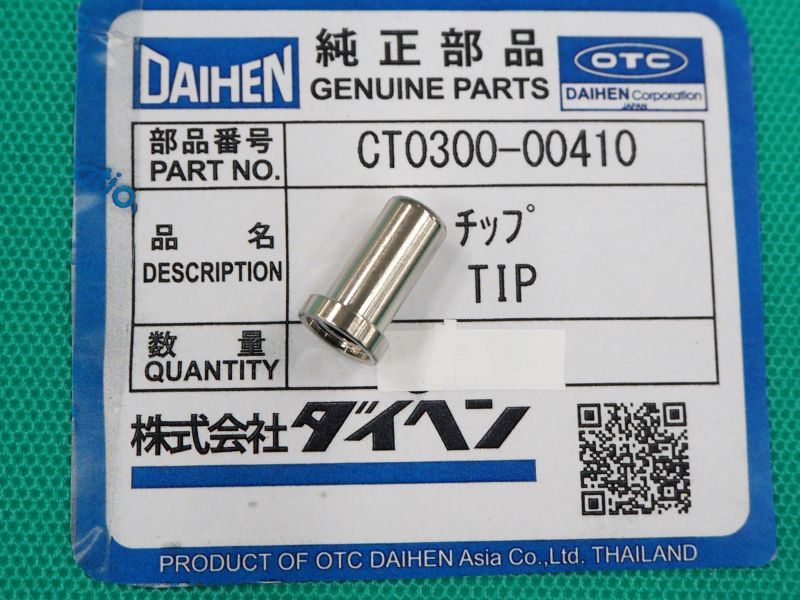 DAIHEN
純正部品
GENUINE PARTS
OTC
DAIHEN Corporation
JAPAN
部品番号
PART NO.
CT0300-00410
品名
DESCRIPTION
チップ
TIP
数量
QUANTITY
株式会社ダイヘン
PRODUCT OF OTC DAIHEN Asia Co.,Ltd. THAILAND